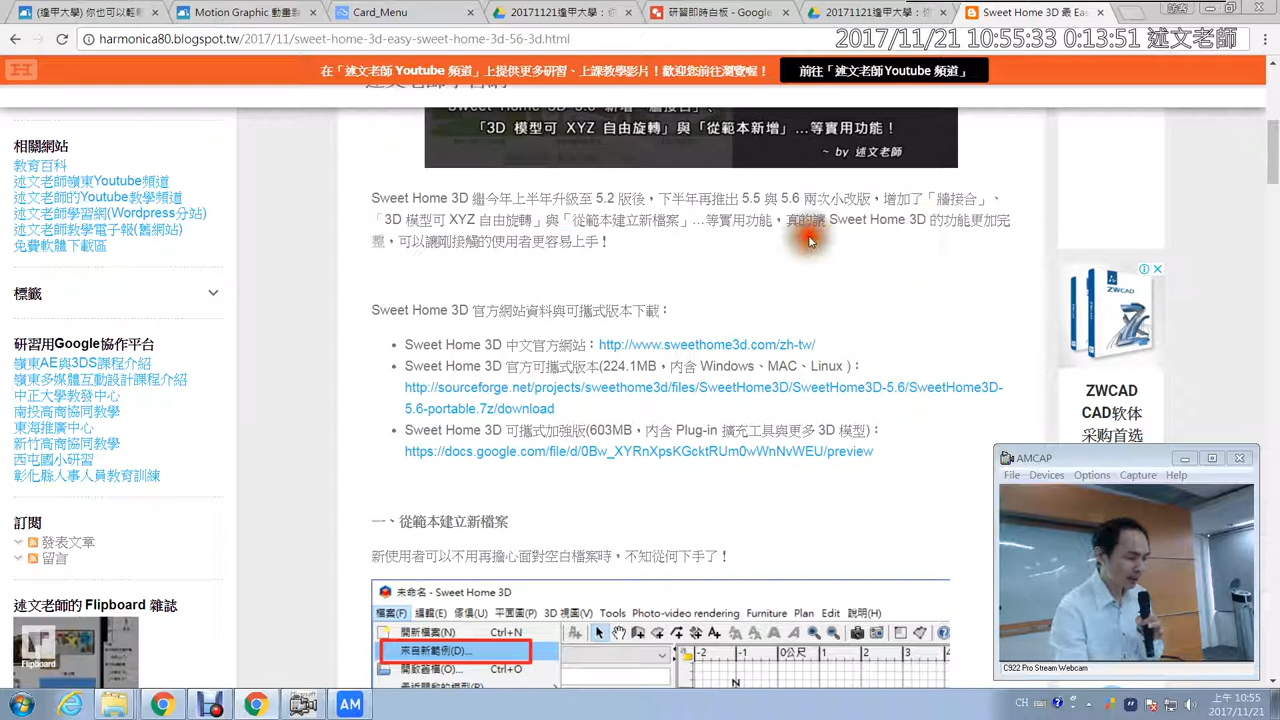 《逢甲大學》你也可以輕鬆
Motion Graphic 動畫製
Card_Menu
20171121逢甲大學：你
研習即時白板 - Google
20171121逢甲大學：你
Sweet Home 3D 最 Eas
harmonica80.blogspot.tw/2017/11/sweet-home-3d-easy-sweet-home-3d-56-3d.html
2017/11/21 10:55:33 0:13:51 述文老師
在「述文老師 Youtube 頻道」上提供更多研習、上課教學影片！歡迎您前往瀏覽喔！
前往「述文老師Youtube 頻道」
相關網站
教育百科
述文老師嶺東Youtube頻道
述文老師的Youtube教學頻道
述文老師學習網(Wordpress分站)
述文老師教學電子報(舊網站)
免費軟體下載區
標籤
研習用Google協作平台
嶺東AE與3DS課程介紹
嶺東多媒體互動設計課程介紹
中正大學教發中心
南投高商協同教學
東海推廣中心
新竹高商協同教學
西屯國小研習
彰化縣人事人員教育訓練
訂閱
發表文章
留言
述文老師的 Flipboard 雜誌
Flipboard
「3D 模型可 XYZ 自由旋轉」與「從範本新增」...等實用功能！
~ by 述文老師
Sweet Home 3D 繼今年上半年升級至 5.2 版後，下半年再推出 5.5 與 5.6 兩次小改版，增加了「牆接合」、
「3D 模型可 XYZ 自由旋轉」與「從範本建立新檔案」...等實用功能，真的讓 Sweet Home 3D 的功能更加完
整，可以讓剛接觸的使用者更容易上手！
Sweet Home 3D 官方網站資料與可攜式版本下載：
Sweet Home 3D 中文官方網站：http://www.sweethome3d.com/zh-tw/
Sweet Home 3D 官方可攜式版本(224.1MB，內含 Windows、MAC、Linux )：
http://sourceforge.net/projects/sweethome3d/files/SweetHome3D/SweetHome3D-
5.6/SweetHome3D-5.6-portable.7z/download
Sweet Home 3D 可攜式加強版(603MB，內含 Plug-in 擴充工具與更多 3D 模型)：
https://docs.google.com/file/d/0Bw_XYRnXpsKGcktRUm0wWnNvWEU/preview
一、從範本建立新檔案
新使用者可以不用再擔心面對空白檔案時，不知從何下手了！
未命名 - Sweet Home 3D
檔案(F) 編輯(E) 傢俱(U) 平面圖(P) 3D 視圖(V) Tools Photo-video rendering Furniture Plan Edit 說明(H)
開新檔案(N) Ctrl+N
來自新範例(D)...
開啟舊檔(O)... Ctrl+O
-2 -1 0公尺 1 2 3
N
ZWCAD
ZWCAD
CAD软体
采购首选
AMCAP
File Devices Options Capture Help
C922 Pro Stream Webcam
AM
CH
上午 10:55
2017/11/21